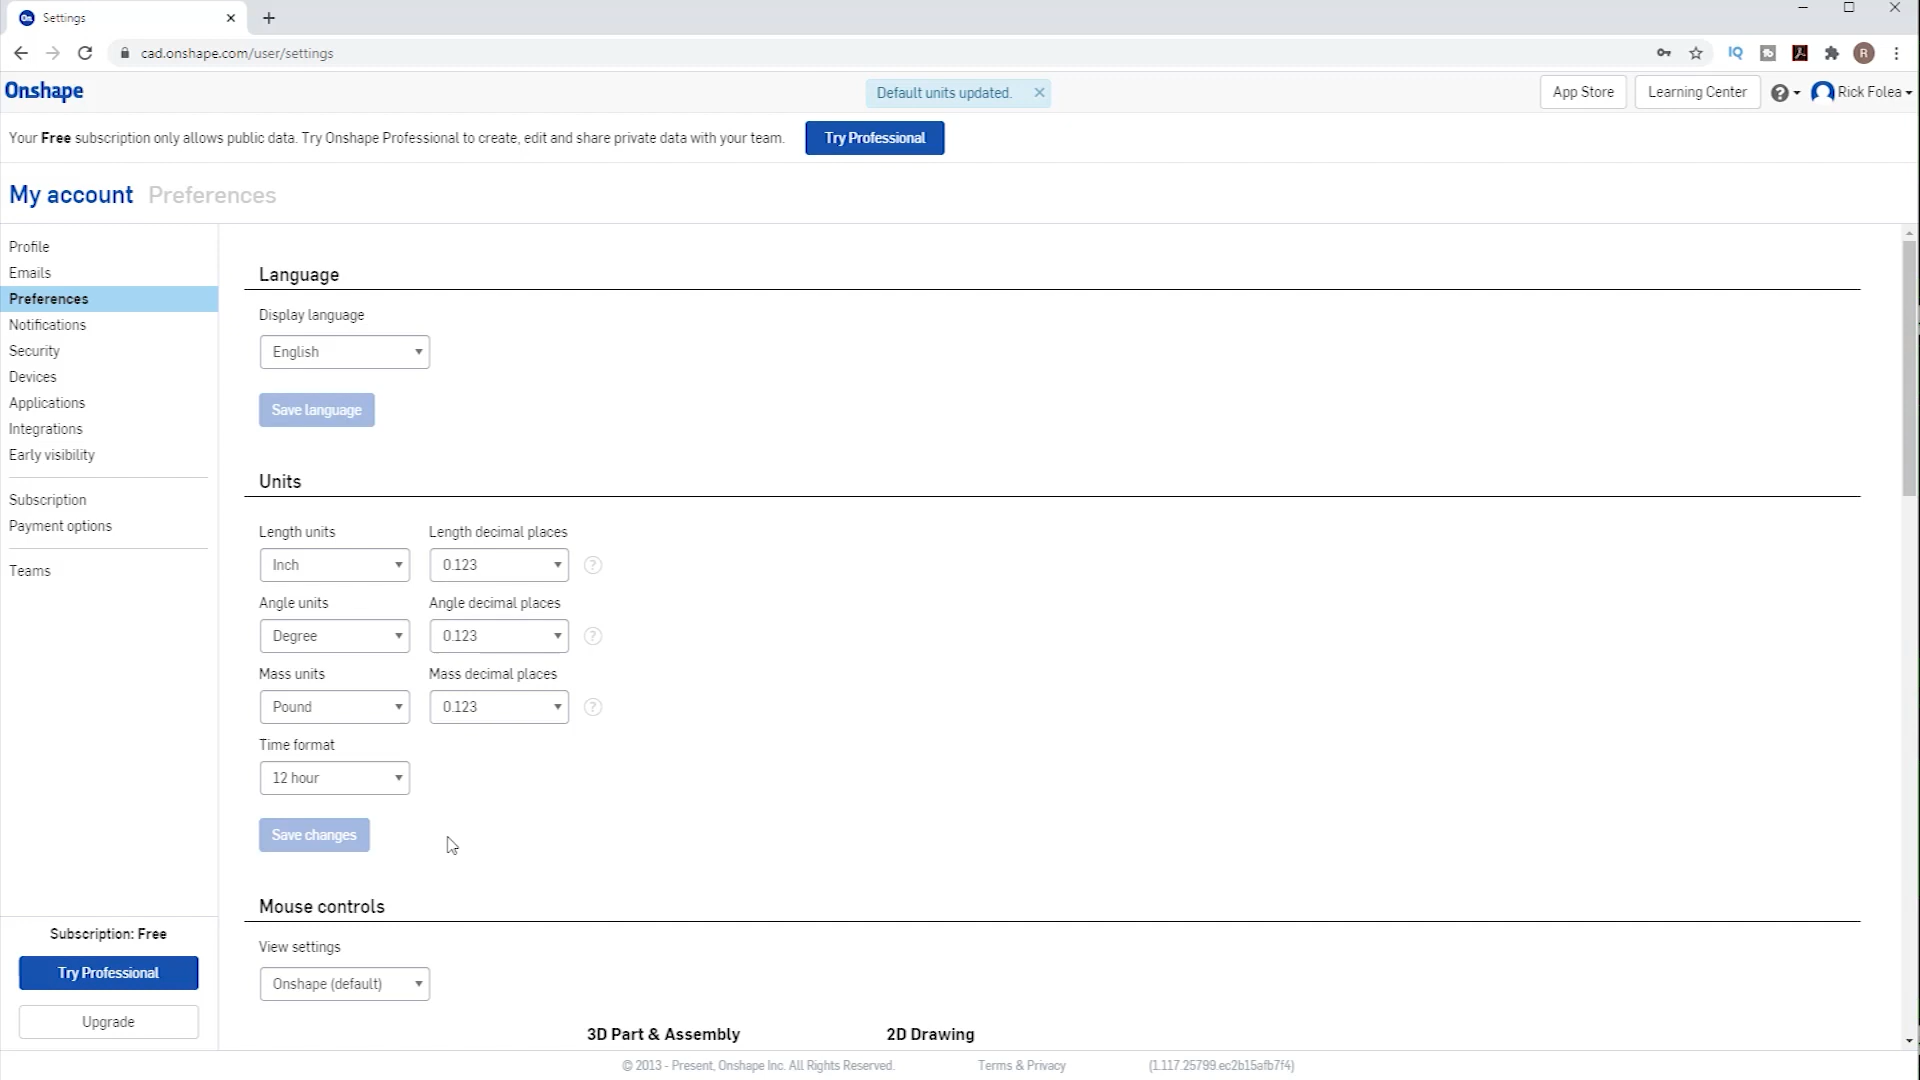 Settings
cad.onshape.com/user/settings
IQ
R
Onshape
Default units updated.
App Store
Learning Center
Rick Folea
Your Free subscription only allows public data. Try Onshape Professional to create, edit and share private data with your team.
Try Professional
My account Preferences
Profile
Emails
Preferences
Notifications
Security
Devices
Applications
Integrations
Early visibility
Subscription
Payment options
Teams
Subscription: Free
Try Professional
Upgrade
Language
Display language
English
Save language
Units
Length units Length decimal places
Inch 0.123 ?
Angle units Angle decimal places
Degree 0.123 ?
Mass units Mass decimal places
Pound 0.123 ?
Time format
12 hour
Save changes
Mouse controls
View settings
Onshape (default)
3D Part & Assembly 2D Drawing
© 2013 - Present, Onshape Inc. All Rights Reserved. Terms & Privacy (1.117.25799.ec2b15afb7f4)